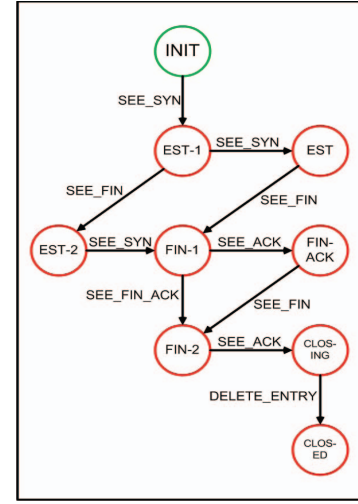 INIT
SEE_SYN
EST-1
SEE_SYN
EST
SEE_FIN
SEE_FIN
EST-2
SEE_SYN
FIN-1
SEE_ACK
FIN-
ACK
SEE_FIN_ACK
SEE_FIN
FIN-2
SEE_ACK
CLOS-
ING
DELETE_ENTRY
CLOS-
ED